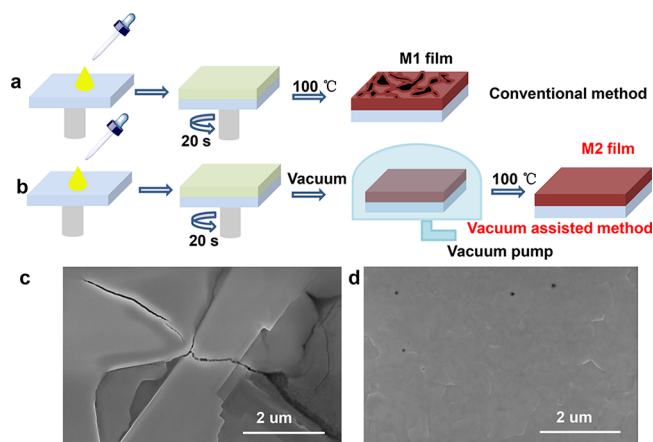 a
20 s
100 ℃
M1 film
Conventional method
b
20 s
Vacuum
100 ℃
M2 film
Vacuum assisted method
Vacuum pump
c
2 um
d
2 um